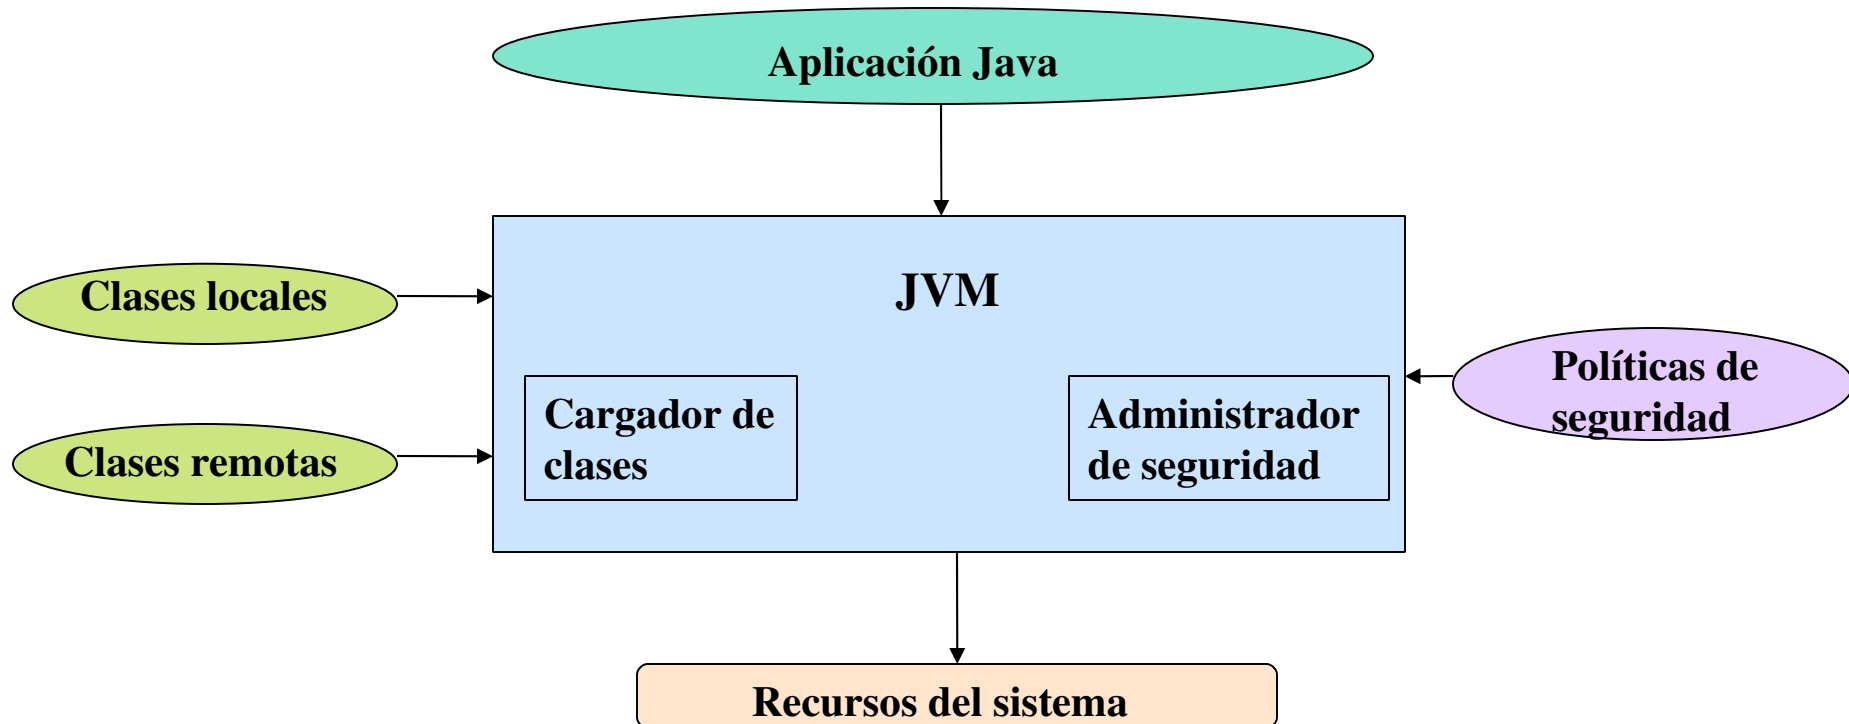 Aplicación Java
JVM
Clases locales
Clases remotas
Cargador de
clases
Administrador
de seguridad
Políticas de
seguridad
Recursos del sistema